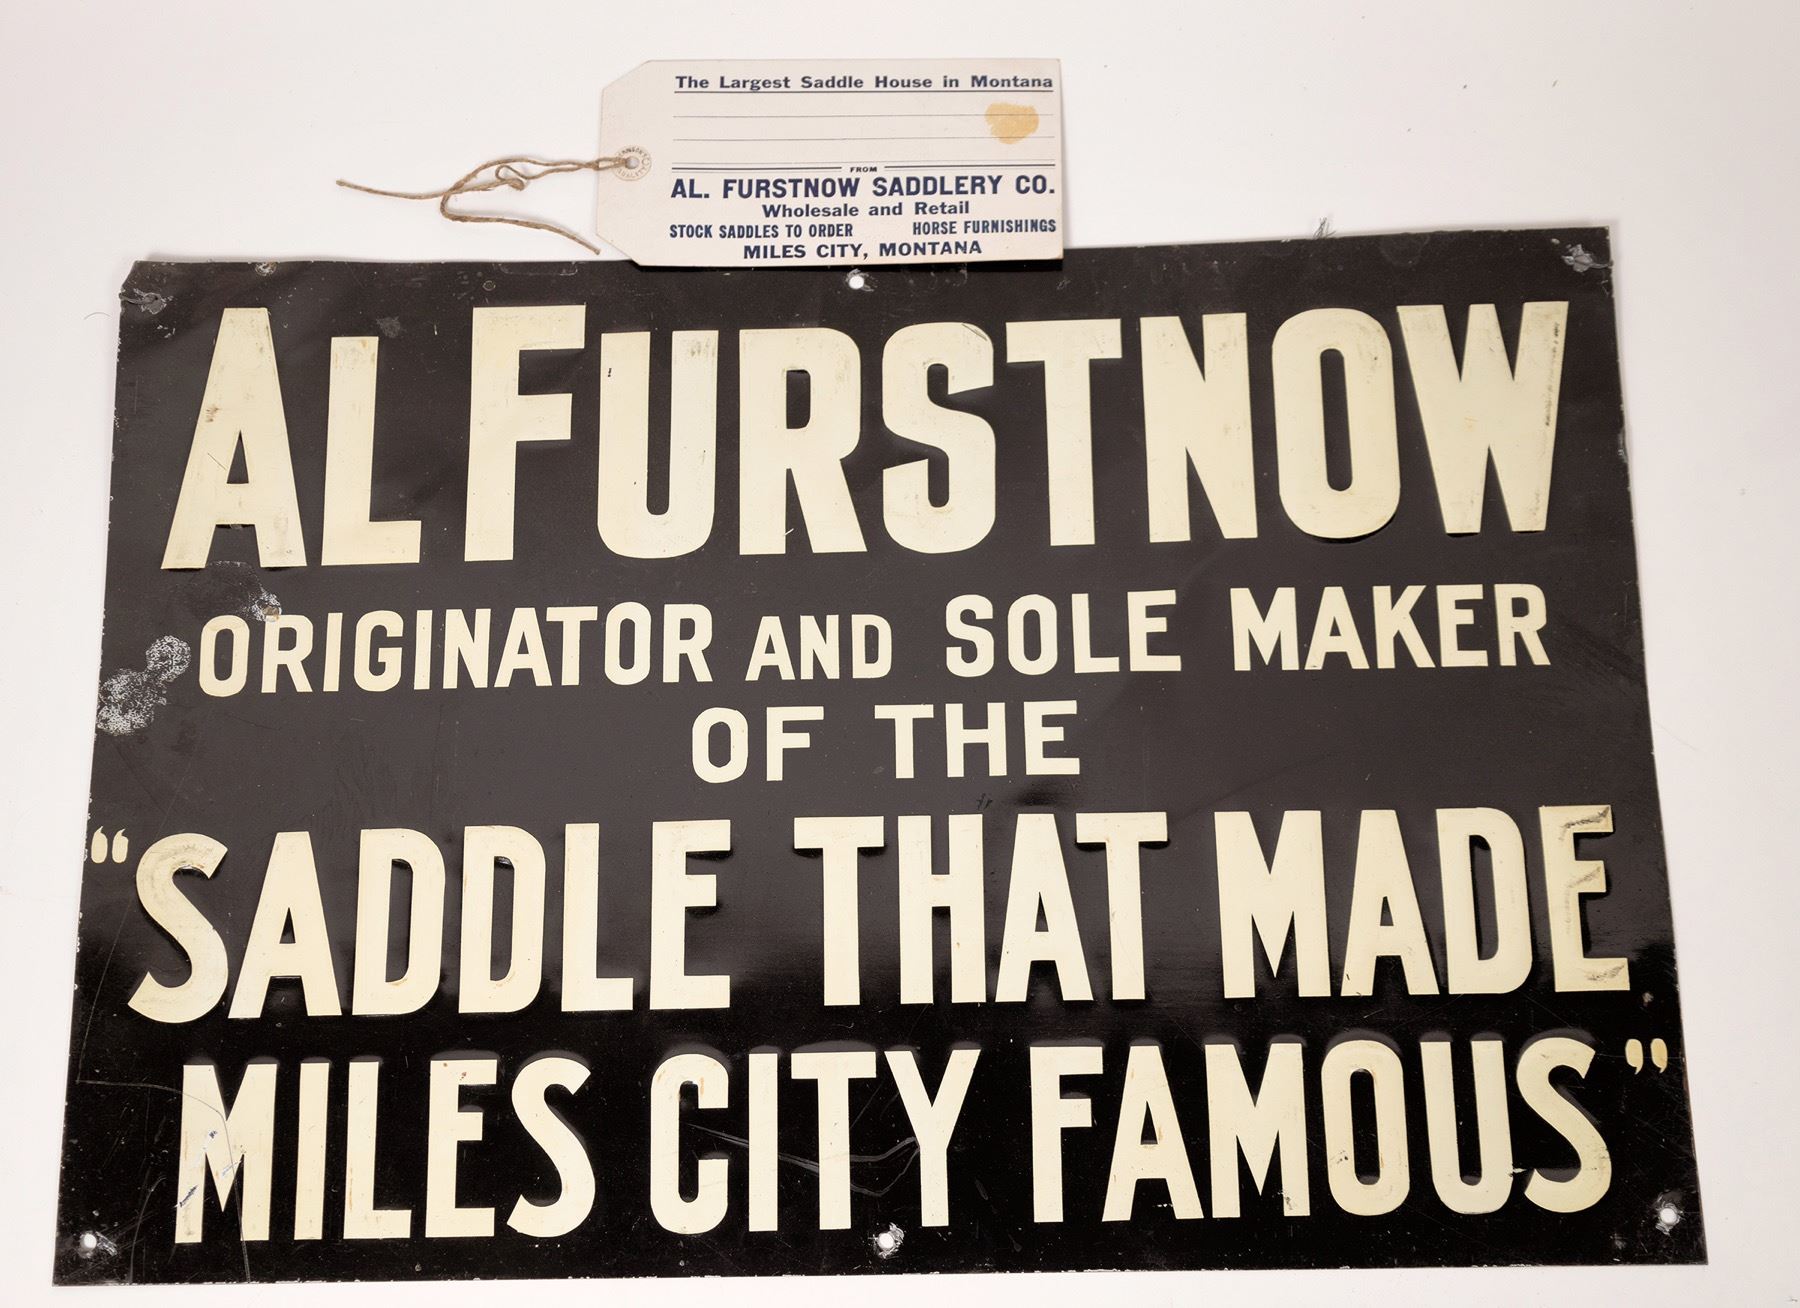 The Largest Saddle House in Montana
FROM
AL. FURSTNOW SADDLERY CO.
Wholesale and Retail
STOCK SADDLES TO ORDER HORSE FURNISHINGS
MILES CITY, MONTANA
AL FURSTNOW
ORIGINATOR AND SOLE MAKER
OF THE
“SADDLE THAT MADE
MILES CITY FAMOUS”